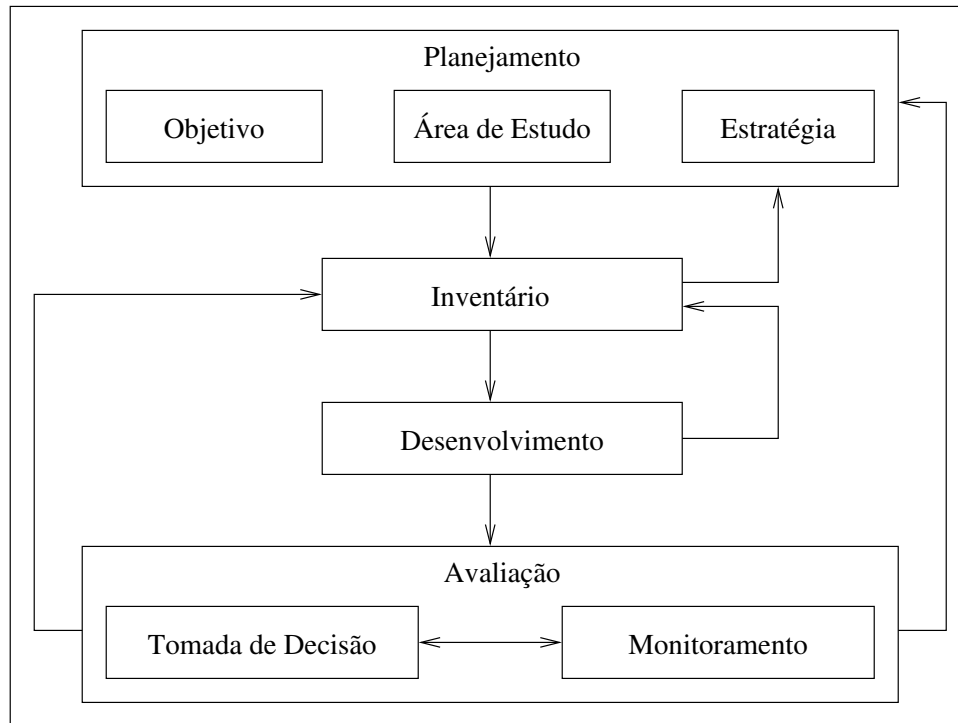 Planejamento
Objetivo
Área de Estudo
Estratégia
Inventário
Desenvolvimento
Avaliação
Tomada de Decisão
Monitoramento